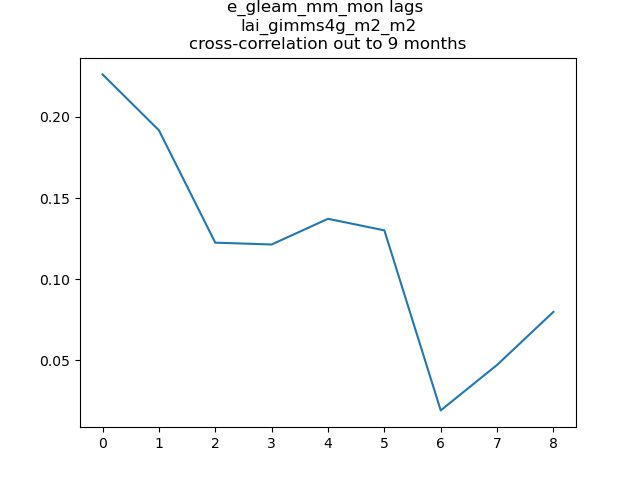 e_gleam_mm_mon lags
lai_gimms4g_m2_m2
cross-correlation out to 9 months
0.20
0.15
0.10
0.05
0 1 2 3 4 5 6 7 8